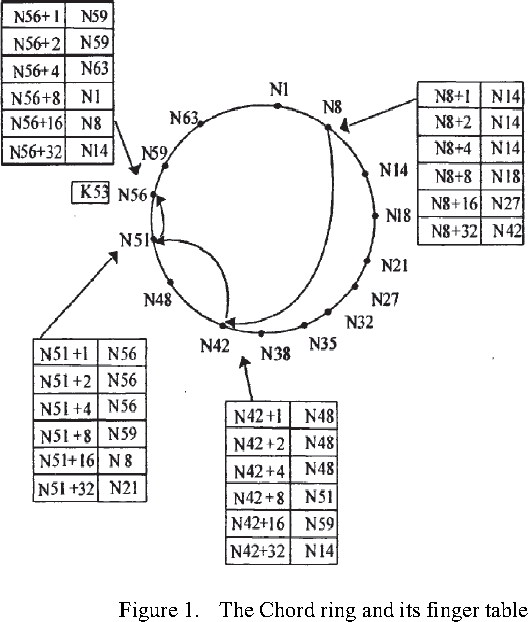 N56+1 N59
N56+2 N59
N56+4 N63
N56+8 N1
N56+16 N8
N56+32 N14
N1
N8
N63
N14
N59
K53 N56
N18
N51
N21
N48
N27
N32
N42
N35
N38
N8+1 N14
N8+2 N14
N8+4 N14
N8+8 N18
N8+16 N27
N8+32 N42
N51+1 N56
N51+2 N56
N51+4 N56
N51+8 N59
N51+16 N8
N51+32 N21
N42+1 N48
N42+2 N48
N42+4 N48
N42+8 N51
N42+16 N59
N42+32 N14
Figure 1. The Chord ring and its finger table